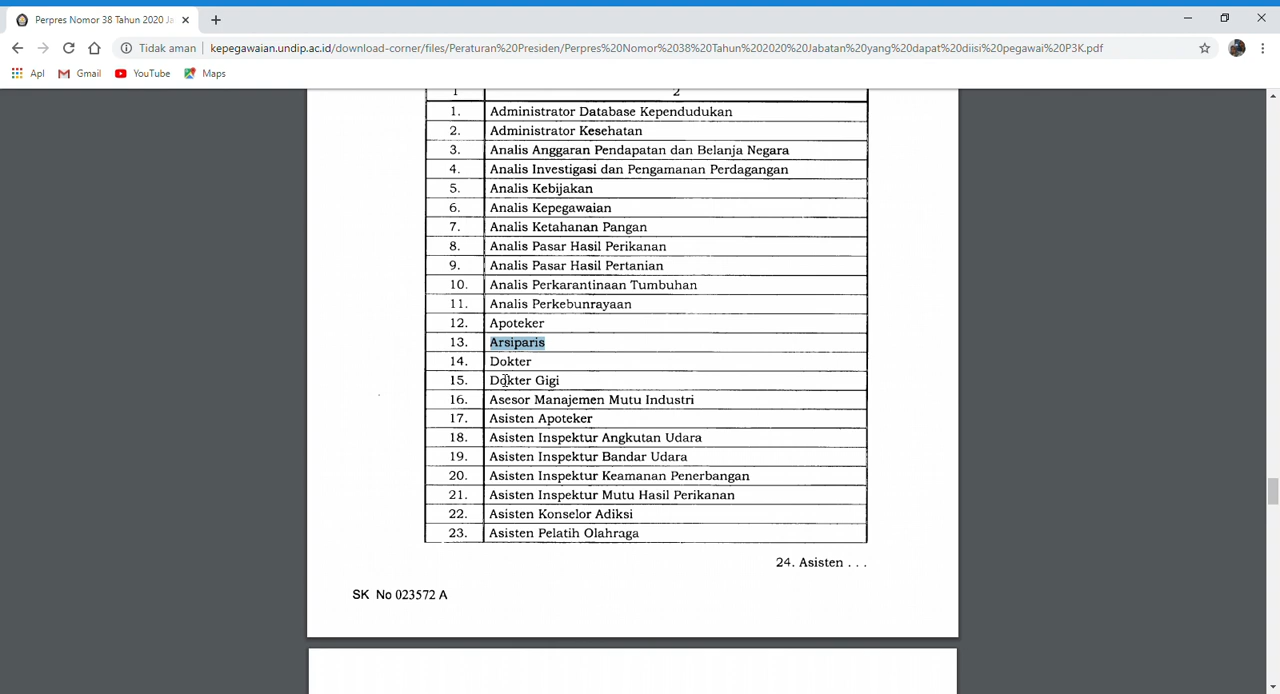 Perpres Nomor 38 Tahun 2020 Ja
Tidak aman
kepegawaian.undip.ac.id/download-corner/files/Peraturan%20Presiden/Perpres%20Nomor%2038%20Tahun%202020%20Jabatan%20yang%20dapat%20diisi%20pegawai%20P3K.pdf
Apl Gmail YouTube Maps
1 2
1. Administrator Database Kependudukan
2. Administrator Kesehatan
3. Analis Anggaran Pendapatan dan Belanja Negara
4. Analis Investigasi dan Pengamanan Perdagangan
5. Analis Kebijakan
6. Analis Kepegawaian
7. Analis Ketahanan Pangan
8. Analis Pasar Hasil Perikanan
9. Analis Pasar Hasil Pertanian
10. Analis Perkarantinaan Tumbuhan
11. Analis Perkebunrayaan
12. Apoteker
13. Arsiparis
14. Dokter
15. Dokter Gigi
16. Asesor Manajemen Mutu Industri
17. Asisten Apoteker
18. Asisten Inspektur Angkutan Udara
19. Asisten Inspektur Bandar Udara
20. Asisten Inspektur Keamanan Penerbangan
21. Asisten Inspektur Mutu Hasil Perikanan
22. Asisten Konselor Adiksi
23. Asisten Pelatih Olahraga
24. Asisten . . .
SK No 023572 A